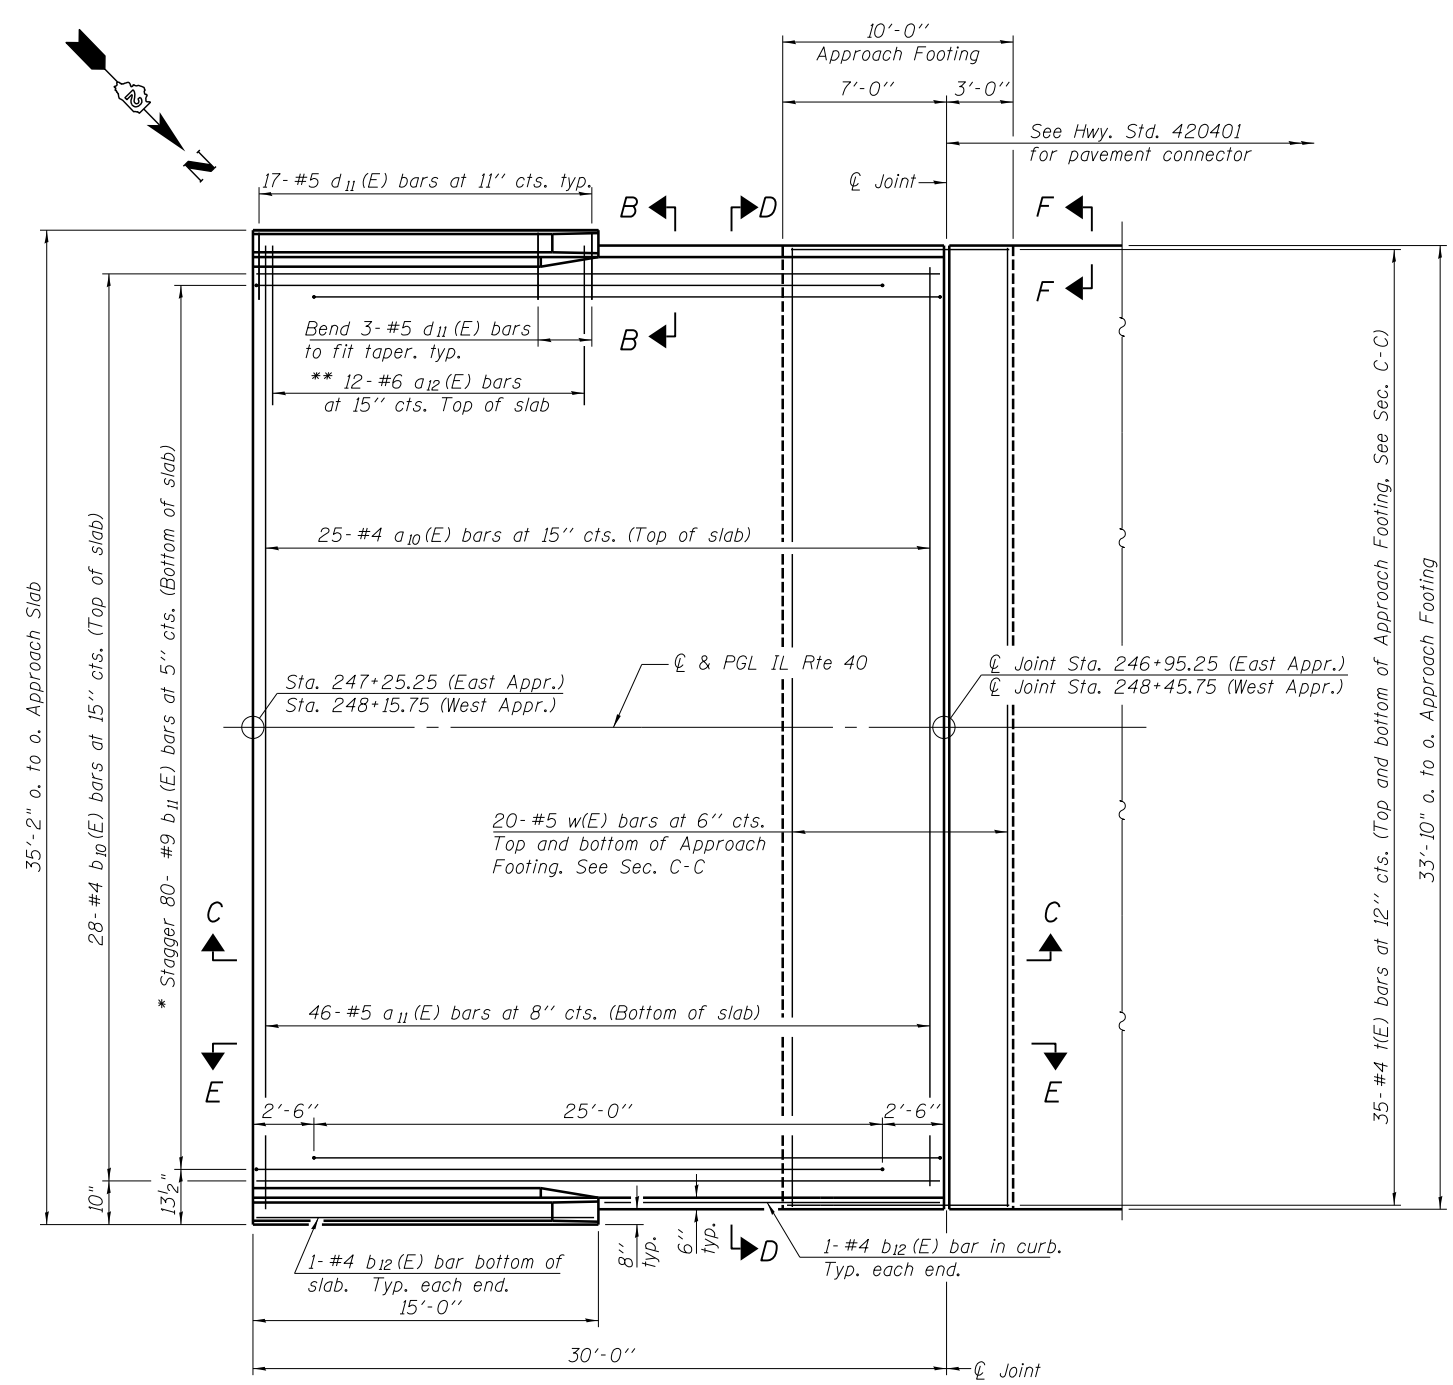 10'-0"
Approach Footing
7'-0"
3'-0"
See Hwy. Std. 420401
for pavement connector
N
℄ Joint
17-#5 d11(E) bars at 11" cts. typ.
B
D
F
F
Bend 3-#5 d11(E) bars
to fit taper. typ.
B
** 12-#6 a12(E) bars
at 15" cts. Top of slab
25-#4 a10(E) bars at 15" cts. (Top of slab)
35'-2" o. to o. Approach Slab
28-#4 b10(E) bars at 15" cts. (Top of slab)
* Stagger 80- #9 b11(E) bars at 5" cts. (Bottom of slab)
℄ & PGL IL Rte 40
Sta. 247+25.25 (East Appr.)
Sta. 248+15.75 (West Appr.)
℄ Joint Sta. 246+95.25 (East Appr.)
℄ Joint Sta. 248+45.75 (West Appr.)
35-#4 t(E) bars at 12" cts. (Top and bottom of Approach Footing. See Sec. C-C)
33'-10" o. to o. Approach Footing
20-#5 w(E) bars at 6" cts.
Top and bottom of Approach
Footing. See Sec. C-C
C
C
46-#5 a11(E) bars at 8" cts. (Bottom of slab)
E
E
2'-6"
25'-0"
2'-6"
10"
13½"
8"
typ.
6"
typ.
D
1-#4 b12(E) bar in curb.
Typ. each end.
1-#4 b12(E) bar bottom of
slab. Typ. each end.
15'-0"
30'-0"
℄ Joint